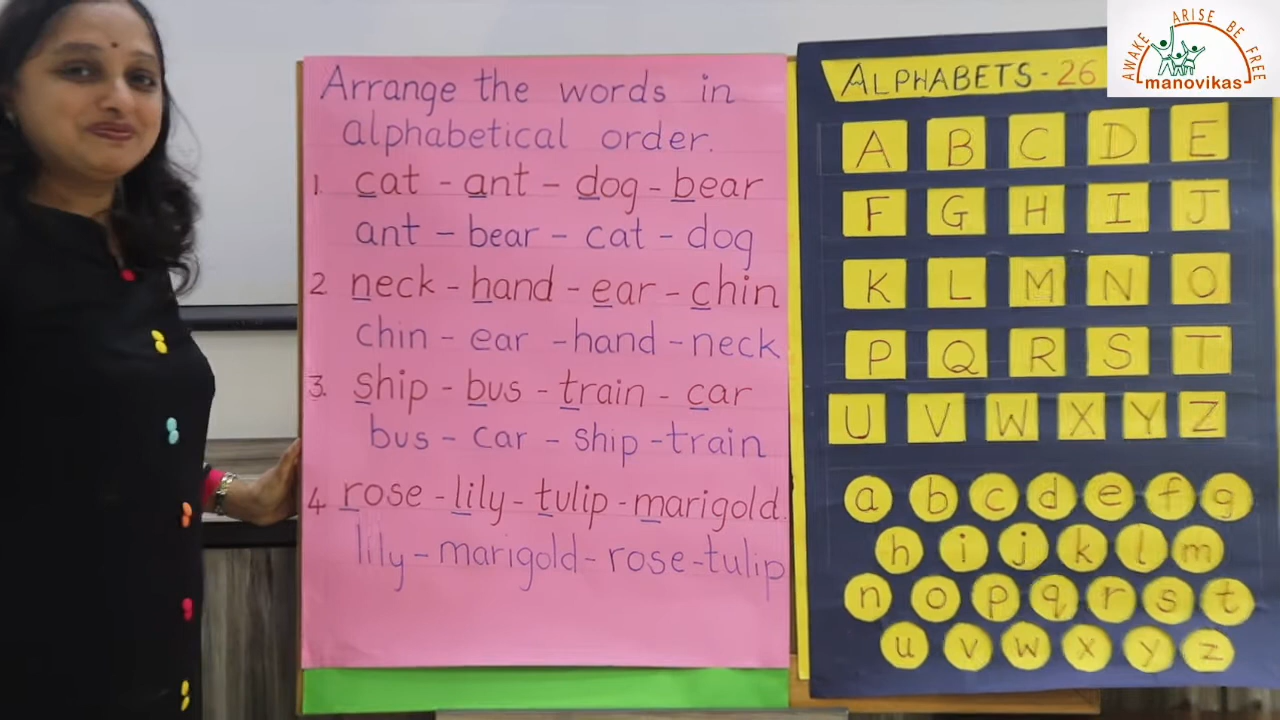 Arrange the words in
alphabetical order.
1. cat - ant - dog - bear
ant - bear - cat - dog
2 neck - hand - ear - chin
chin - ear - hand - neck
3. ship - bus - train - car
bus - car - ship - train
4 rose - lily - tulip - marigold.
lily - marigold - rose - tulip
ALPHABETS - 26
A B C D E
F G H I J
K L M N O
P Q R S T
U V W X Y Z
a b c d e f g
h i j k l m
n o p q r s t
u v w x y z
AWAKE ARISE BE FREE
manovikas